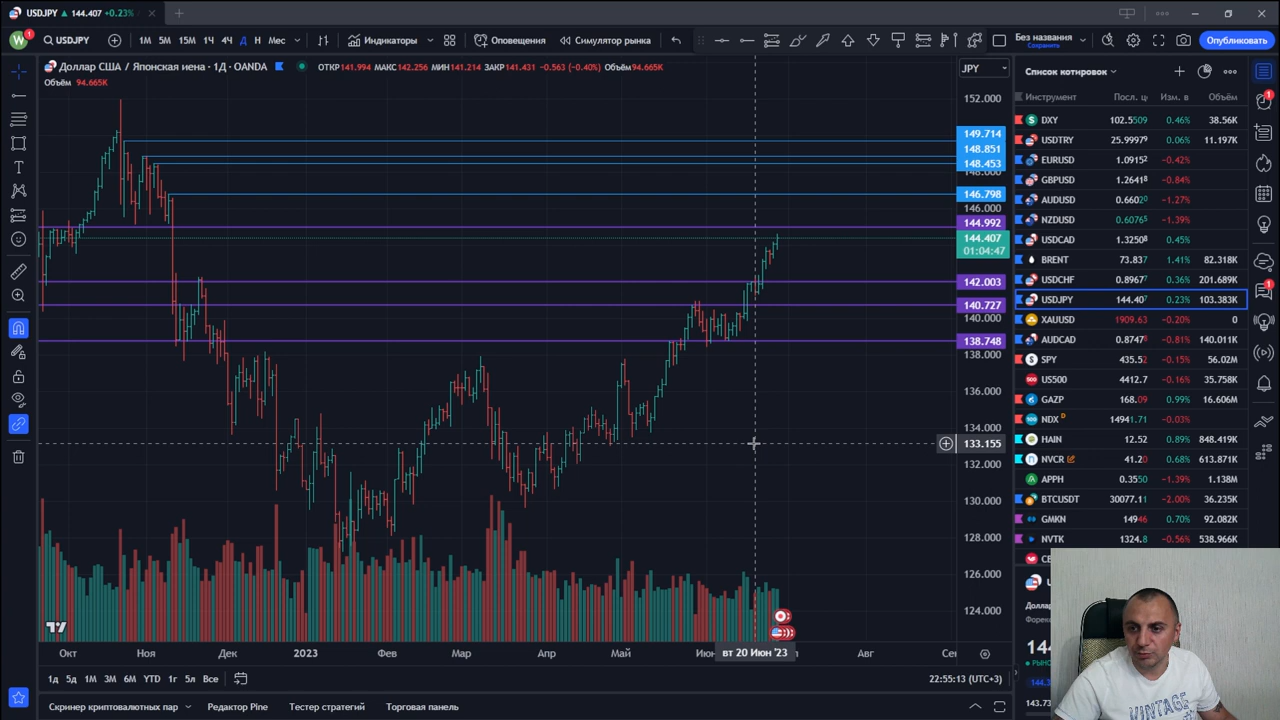 USDJPY ▲ 144.407 +0.23%
W 1 USDJPY 1М 5М 15М 1Ч 4Ч Д Н Мес Индикаторы Оповещения Симулятор рынка Без названия Сохранить Опубликовать
Доллар США / Японская иена · 1Д · OANDA ОТКР141.994 МАКС142.256 МИН141.214 ЗАКР141.431 -0.563 (-0.40%) Объём94.665K
Объём 94.665K
JPY
152.000
149.714
148.851
148.453
148.000
146.798
146.000
144.992
144.407
01:04:47
142.003
140.727
140.000
138.748
138.000
136.000
134.000
133.155
132.000
130.000
128.000
126.000
124.000
Окт Ноя Дек 2023 Фев Мар Апр Май Июн вт 20 Июн '23 Авг Сен
1д 5д 1М 3М 6М YTD 1г 5л Все 22:55:13 (UTC+3)
Скринер криптовалютных пар Редактор Pine Тестер стратегий Торговая панель
Список котировок
Инструмент Посл. ц Изм. в Объём
DXY 102.5509 0.46% 38.56K
USDTRY 25.9997⁹ 0.06% 11.197K
EURUSD 1.0915² -0.42%
GBPUSD 1.2641⁸ -0.84%
AUDUSD 0.6602⁰ -1.27%
NZDUSD 0.6076⁵ -1.39%
USDCAD 1.3250⁸ 0.45%
BRENT 73.837 1.41% 82.318K
USDCHF 0.8967⁷ 0.36% 201.689K
USDJPY 144.40⁷ 0.23% 103.383K
XAUUSD 1909.63 -0.20% 0
AUDCAD 0.8747⁸ -0.81% 140.011K
SPY 435.52 -0.15% 56.02M
US500 4412.7 -0.16% 35.758K
GAZP 168.09 0.99% 16.606M
NDX D 14941.71 -0.03%
HAIN 12.52 0.89% 848.419K
NVCR 41.20 0.68% 613.871K
APPH 0.3550 -1.39% 1.138M
BTCUSDT 30077.11 -2.00% 36.235K
GMKN 14946 0.70% 92.082K
NVTK 1324.8 -0.56% 538.966K
VINTAGE